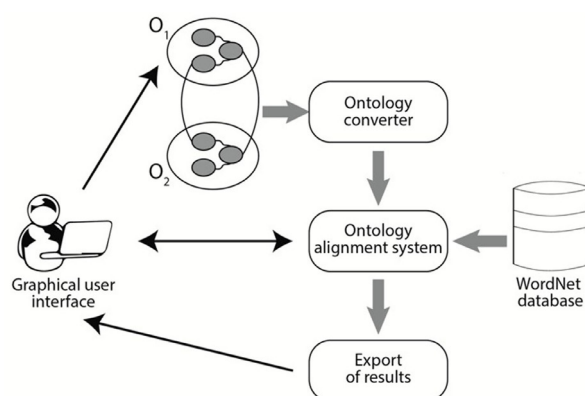 O1
Ontology
converter
O2
Ontology
alignment system
Graphical user
interface
WordNet
database
Export
of results